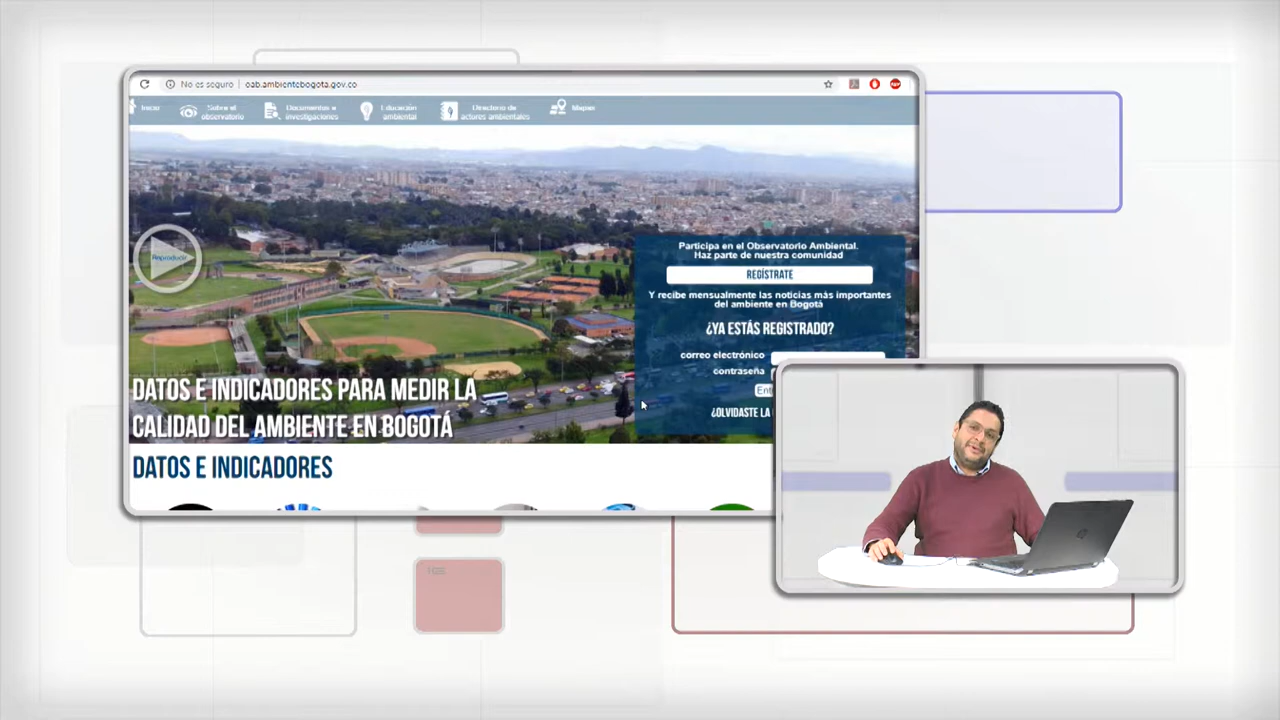 No es seguro | oab.ambientebogota.gov.co
Inicio
Sobre el
observatorio
Documentos e
investigaciones
Educación
ambiental
Directorio de
actores ambientales
Mapas
Reproducir
Participa en el Observatorio Ambiental.
Haz parte de nuestra comunidad
REGÍSTRATE
Y recibe mensualmente las noticias más importantes
del ambiente en Bogotá
¿YA ESTÁS REGISTRADO?
correo electrónico
contraseña
¿OLVIDASTE LA
DATOS E INDICADORES PARA MEDIR LA
CALIDAD DEL AMBIENTE EN BOGOTÁ
DATOS E INDICADORES